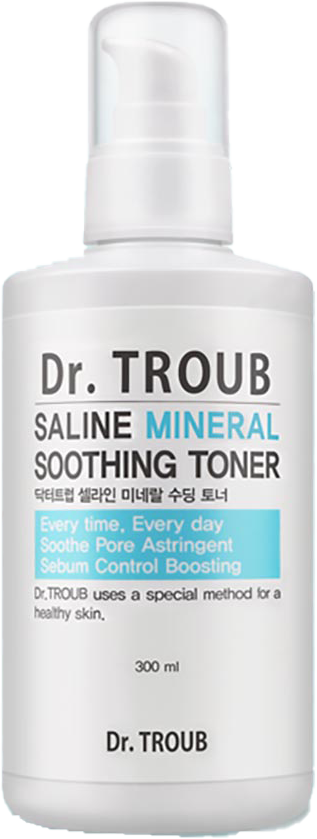 Dr. TROUB
SALINE MINERAL
SOOTHING TONER
닥터트럽 셀라인 미네랄 수딩 토너
Every time, Every day
Soothe Pore Astringent
Sebum Control Boosting
Dr.TROUB uses a special method for a
healthy skin.
300 ml
Dr. TROUB